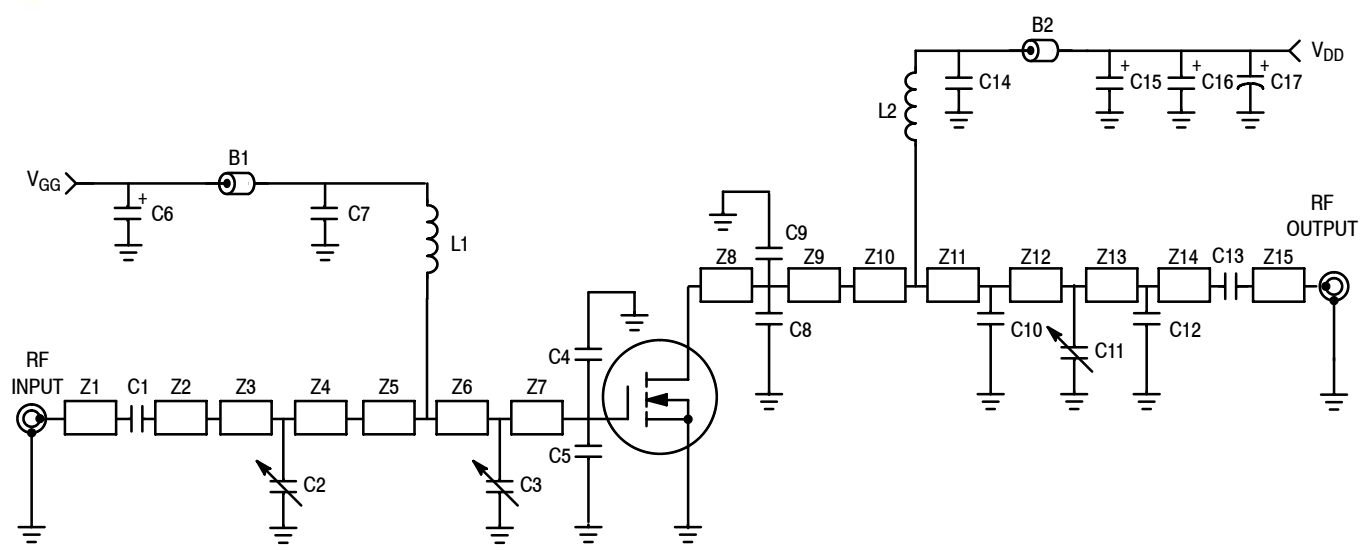 B2
V_DD
+
+
+
C14
C15
C16
C17
L2
B1
V_GG
+
C6
C7
L1
RF
OUTPUT
C9
Z8
Z9
Z10
Z11
Z12
Z13
Z14
C13
Z15
C8
C10
C11
C12
RF
INPUT
Z1
C1
Z2
Z3
Z4
Z5
Z6
Z7
C4
C5
C2
C3